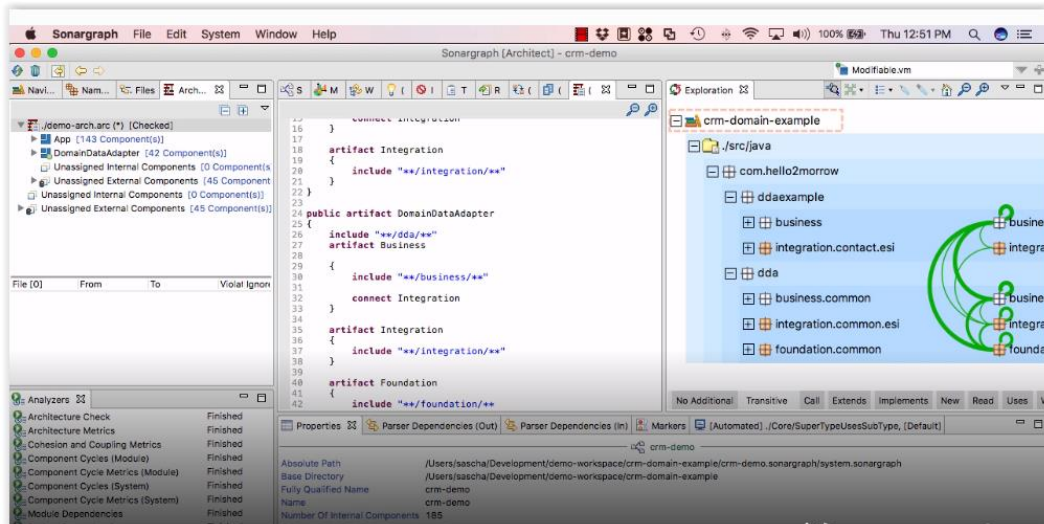 Sonargraph File Edit System Window Help 100% Thu 12:51 PM
Sonargraph [Architect] - crm-demo
Modifiable.vm
Navi... Nam... Files Arch...
./demo-arch.arc (*) [Checked]
App [143 Component(s)]
DomainDataAdapter [42 Component(s)]
Unassigned Internal Components [0 Component(s
Unassigned External Components [45 Component
Unassigned Internal Components [0 Component(s)]
Unassigned External Components [45 Component(s)]
File [0] From To Violat Ignore
Analyzers
Architecture Check Finished
Architecture Metrics Finished
Cohesion and Coupling Metrics Finished
Component Cycles (Module) Finished
Component Cycle Metrics (Module) Finished
Component Cycles (System) Finished
Component Cycle Metrics (System) Finished
Module Dependencies Finished
S M W ( ( T R ( ( (
15 connect Integration
16 }
17
18 artifact Integration
19 {
20 include "**/integration/**"
21 }
22 }
23
24 public artifact DomainDataAdapter
25 {
26 include "**/dda/**"
27 artifact Business
28
29 {
30 include "**/business/**"
31
32 connect Integration
33 }
34
35 artifact Integration
36 {
37 include "**/integration/**"
38 }
39
40 artifact Foundation
41 {
42 include "**/foundation/**
Exploration
crm-domain-example
./src/java
com.hello2morrow
ddaexample
business busine
integration.contact.esi integra
dda
business.common busine
integration.common.esi integra
foundation.common founda
No Additional Transitive Call Extends Implements New Read Uses
Properties Parser Dependencies (Out) Parser Dependencies (In) Markers [Automated] ./Core/SuperTypeUsesSubType, [Default]
crm-demo
Absolute Path /Users/sascha/Development/demo-workspace/crm-domain-example/crm-demo.sonargraph/system.sonargraph
Base Directory /Users/sascha/Development/demo-workspace/crm-domain-example
Fully Qualified Name crm-demo
Name crm-demo
Number Of Internal Components 185